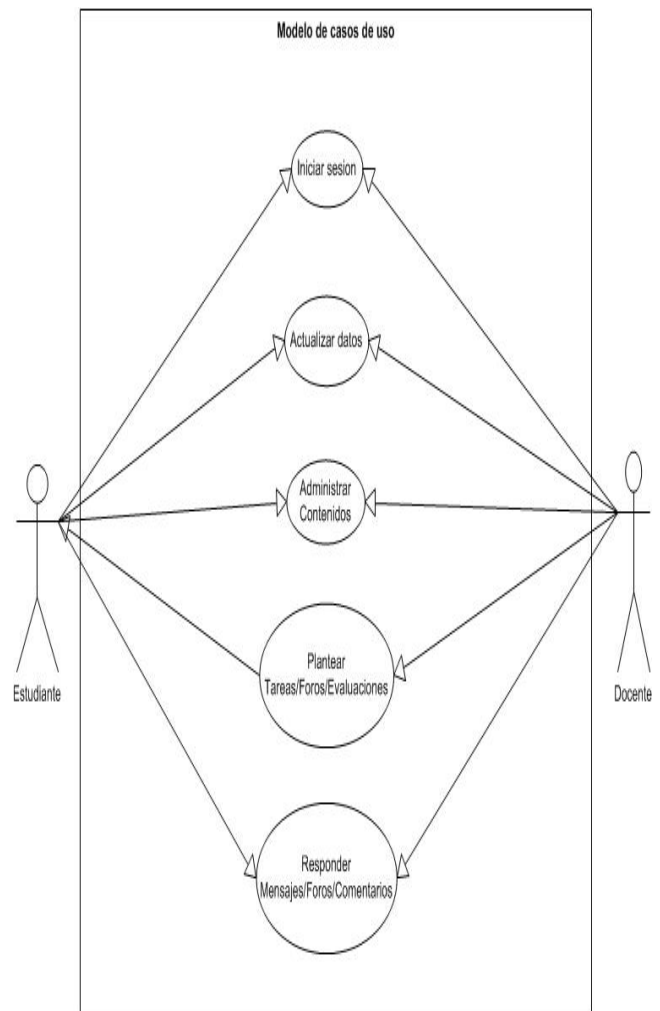 Modelo de casos de uso
Iniciar sesion
Actualizar datos
Administrar
Contenidos
Plantear
Tareas/Foros/Evaluaciones
Estudiante
Docente
Responder
Mensajes/Foros/Comentarios